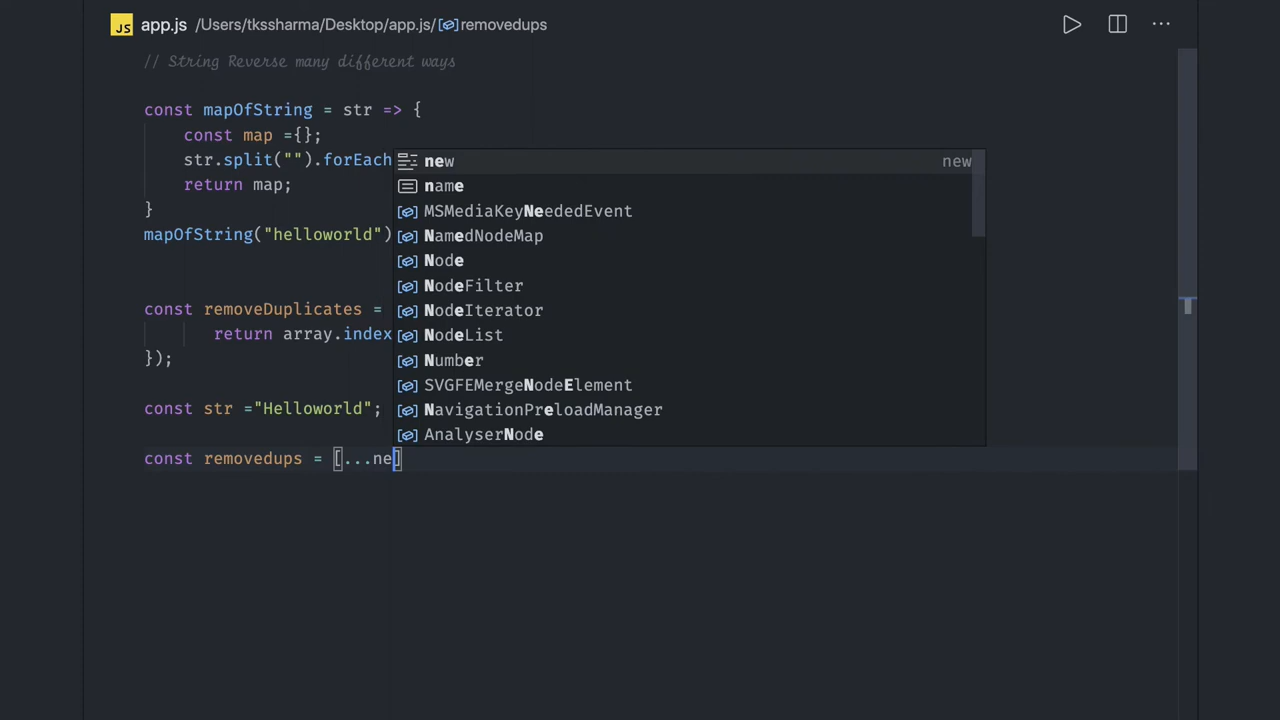 JS app.js /Users/tkssharma/Desktop/app.js/removedups
// String Reverse many different ways
const mapOfString = str => {
const map ={};
str.split("").forEach
return map;
}
mapOfString("helloworld")
const removeDuplicates =
return array.index
});
const str ="Helloworld";
const removedups = [...ne]
new new
name
MSMediaKeyNeededEvent
NamedNodeMap
Node
NodeFilter
NodeIterator
NodeList
Number
SVGFEMergeNodeElement
NavigationPreloadManager
AnalyserNode